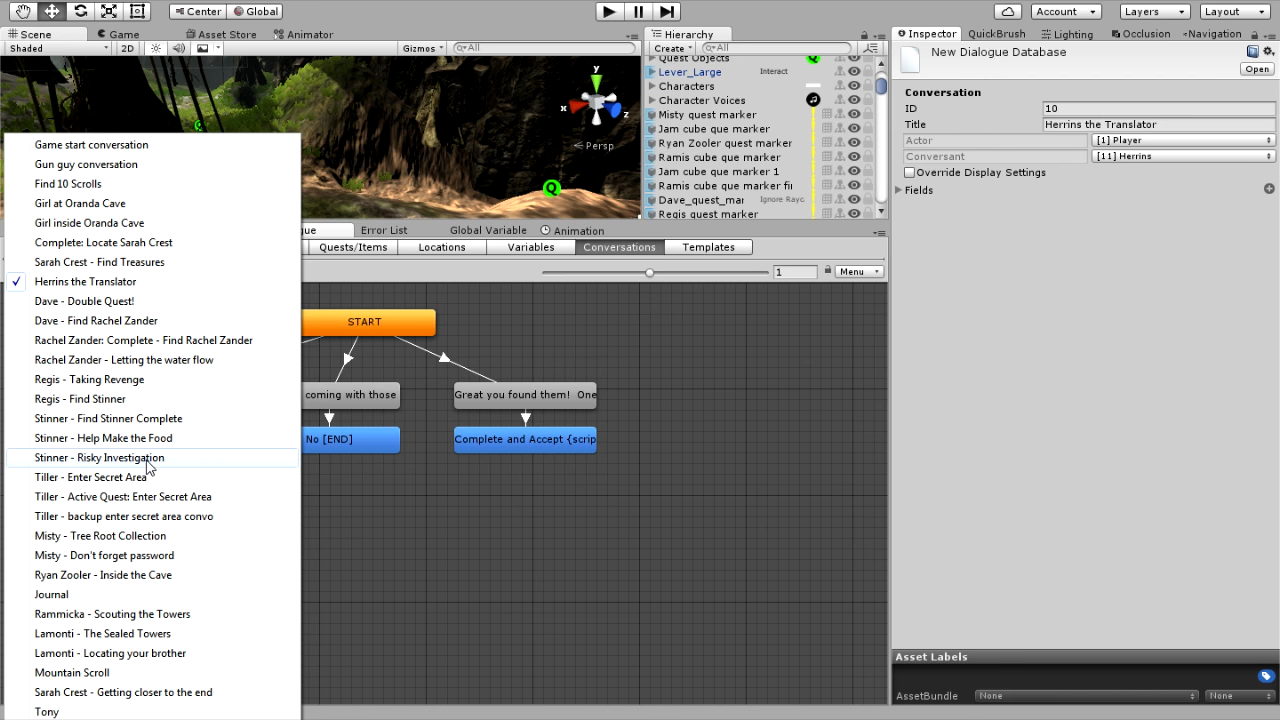 Center
Global
Account
Layers
Layout
Scene
Game
Asset Store
Animator
Hierarchy
Inspector
QuickBrush
Lighting
Occlusion
Navigation
Shaded
2D
Gizmos
All
Create
All
New Dialogue Database
Open
Quest Objects
Lever_Large
Interact
Characters
Character Voices
Misty quest marker
Jam cube que marker
Ryan Zooler quest marker
Ramis cube que marker
Jam cube que marker 1
Ramis cube que marker fi
Dave_quest_mar
Ignore Rayc
Regis quest marker
y
x
z
Persp
Q
Q
Conversation
ID
10
Title
Herrins the Translator
Actor
[1] Player
Conversant
[11] Herrins
Override Display Settings
Fields
gue
Error List
Global Variable
Animation
Quests/Items
Locations
Variables
Conversations
Templates
1
Menu
START
coming with those
Great you found them! One
No [END]
Complete and Accept {scrip
Game start conversation
Gun guy conversation
Find 10 Scrolls
Girl at Oranda Cave
Girl inside Oranda Cave
Complete: Locate Sarah Crest
Sarah Crest - Find Treasures
Herrins the Translator
Dave - Double Quest!
Dave - Find Rachel Zander
Rachel Zander: Complete - Find Rachel Zander
Rachel Zander - Letting the water flow
Regis - Taking Revenge
Regis - Find Stinner
Stinner - Find Stinner Complete
Stinner - Help Make the Food
Stinner - Risky Investigation
Tiller - Enter Secret Area
Tiller - Active Quest: Enter Secret Area
Tiller - backup enter secret area convo
Misty - Tree Root Collection
Misty - Don't forget password
Ryan Zooler - Inside the Cave
Journal
Rammicka - Scouting the Towers
Lamonti - The Sealed Towers
Lamonti - Locating your brother
Mountain Scroll
Sarah Crest - Getting closer to the end
Tony
Asset Labels
AssetBundle
None
None